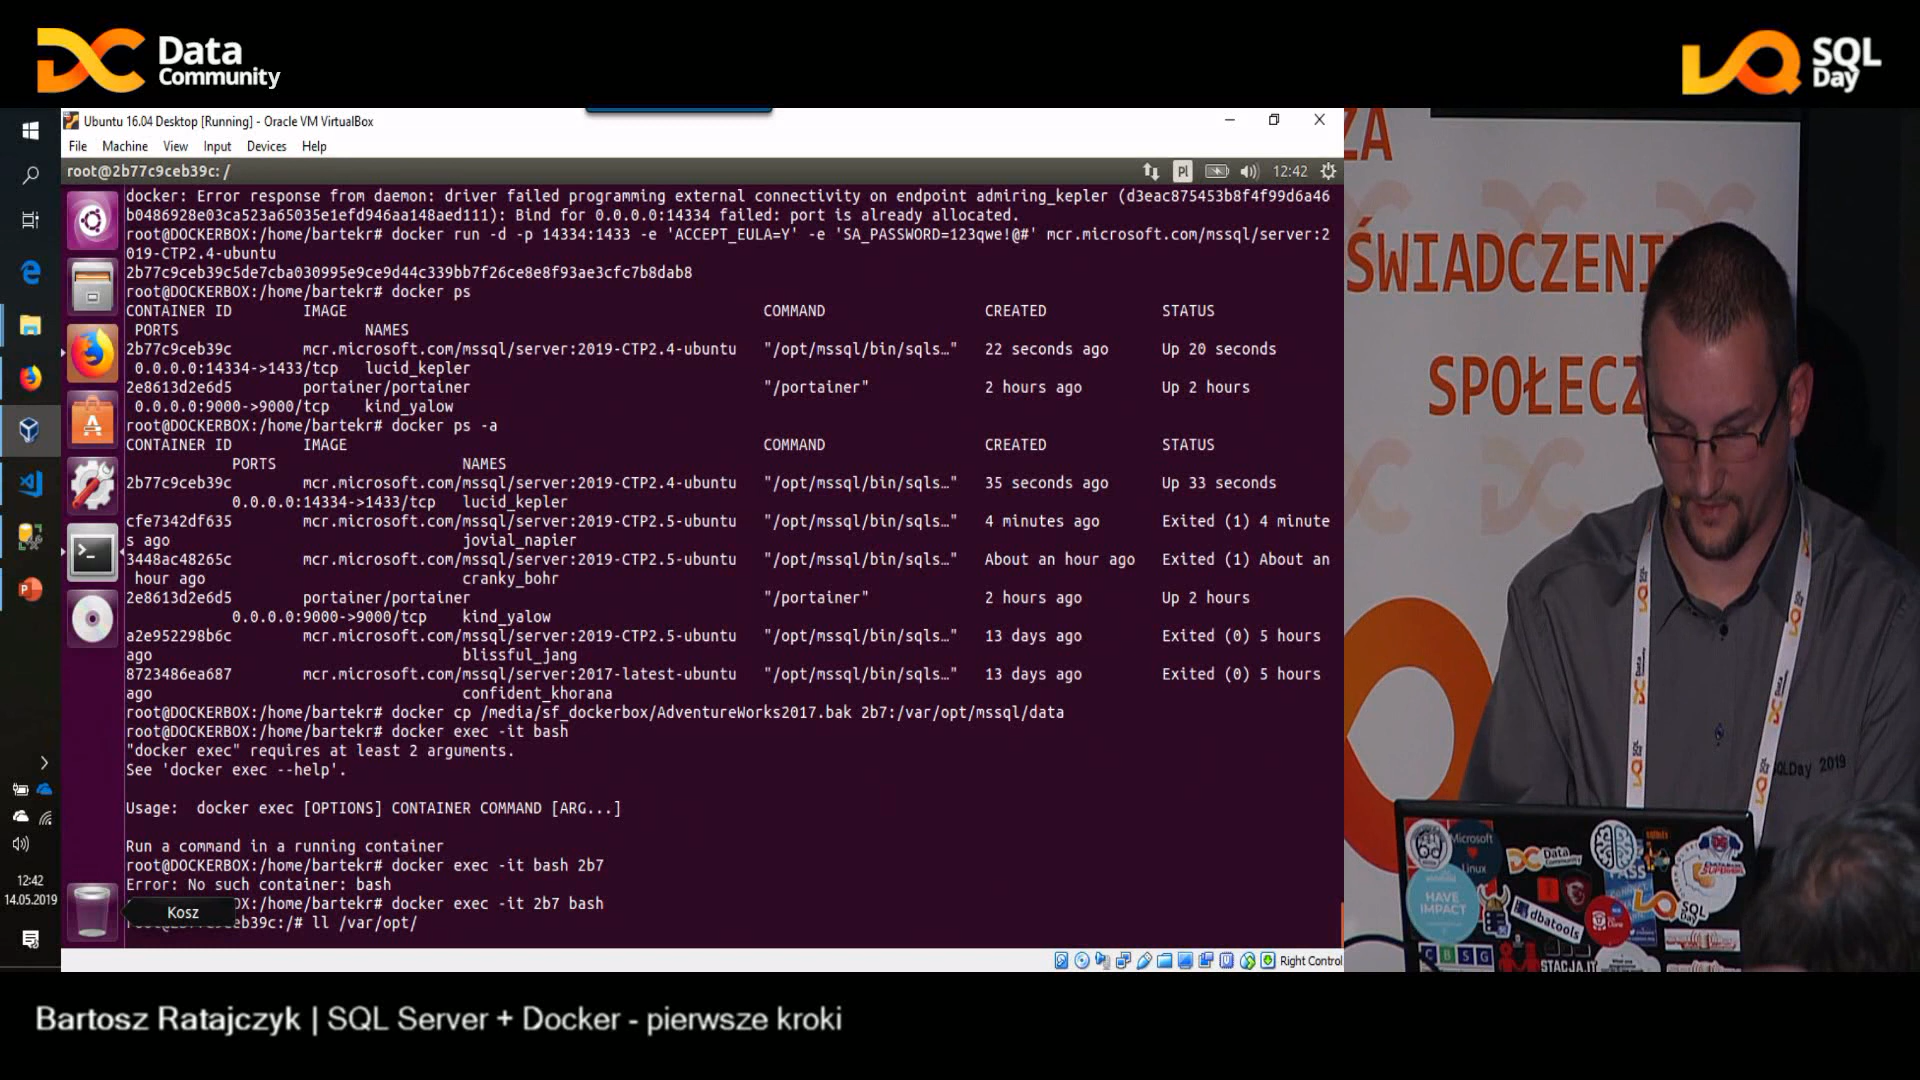 Data
Community
SQL
Day
Ubuntu 16.04 Desktop [Running] - Oracle VM VirtualBox
File Machine View Input Devices Help
root@2b77c9ceb39c: /
Pl
12:42
docker: Error response from daemon: driver failed programming external connectivity on endpoint admiring_kepler (d3eac875453b8f4f99d6a46
b0486928e03ca523a65035e1efd946aa148aed111): Bind for 0.0.0.0:14334 failed: port is already allocated.
root@DOCKERBOX:/home/bartekr# docker run -d -p 14334:1433 -e 'ACCEPT_EULA=Y' -e 'SA_PASSWORD=123qwe!@#' mcr.microsoft.com/mssql/server:2
019-CTP2.4-ubuntu
2b77c9ceb39c5de7cba030995e9ce9d44c339bb7f26ce8e8f93ae3cfc7b8dab8
root@DOCKERBOX:/home/bartekr# docker ps
CONTAINER ID IMAGE COMMAND CREATED STATUS
PORTS NAMES
2b77c9ceb39c mcr.microsoft.com/mssql/server:2019-CTP2.4-ubuntu "/opt/mssql/bin/sqls…" 22 seconds ago Up 20 seconds
0.0.0.0:14334->1433/tcp lucid_kepler
2e8613d2e6d5 portainer/portainer "/portainer" 2 hours ago Up 2 hours
0.0.0.0:9000->9000/tcp kind_yalow
root@DOCKERBOX:/home/bartekr# docker ps -a
CONTAINER ID IMAGE COMMAND CREATED STATUS
PORTS NAMES
2b77c9ceb39c mcr.microsoft.com/mssql/server:2019-CTP2.4-ubuntu "/opt/mssql/bin/sqls…" 35 seconds ago Up 33 seconds
0.0.0.0:14334->1433/tcp lucid_kepler
cfe7342df635 mcr.microsoft.com/mssql/server:2019-CTP2.5-ubuntu "/opt/mssql/bin/sqls…" 4 minutes ago Exited (1) 4 minute
s ago jovial_napier
3448ac48265c mcr.microsoft.com/mssql/server:2019-CTP2.5-ubuntu "/opt/mssql/bin/sqls…" About an hour ago Exited (1) About an
hour ago cranky_bohr
2e8613d2e6d5 portainer/portainer "/portainer" 2 hours ago Up 2 hours
0.0.0.0:9000->9000/tcp kind_yalow
a2e952298b6c mcr.microsoft.com/mssql/server:2019-CTP2.5-ubuntu "/opt/mssql/bin/sqls…" 13 days ago Exited (0) 5 hours
ago blissful_jang
8723486ea687 mcr.microsoft.com/mssql/server:2017-latest-ubuntu "/opt/mssql/bin/sqls…" 13 days ago Exited (0) 5 hours
ago confident_khorana
root@DOCKERBOX:/home/bartekr# docker cp /media/sf_dockerbox/AdventureWorks2017.bak 2b7:/var/opt/mssql/data
root@DOCKERBOX:/home/bartekr# docker exec -it bash
"docker exec" requires at least 2 arguments.
See 'docker exec --help'.
Usage: docker exec [OPTIONS] CONTAINER COMMAND [ARG...]
Run a command in a running container
root@DOCKERBOX:/home/bartekr# docker exec -it bash 2b7
Error: No such container: bash
root@DOCKERBOX:/home/bartekr# docker exec -it 2b7 bash
eb39c:/# ll /var/opt/
Kosz
12:42
14.05.2019
Right Control
ZA
ŚWIADCZENI
SPOŁECZ
SQLDay 2019
Microsoft
Linux
Data
HAVE
IMPACT
PASS
dbatools
SQL
Day
CBSG
STACJA.IT
Bartosz Ratajczyk | SQL Server + Docker - pierwsze kroki